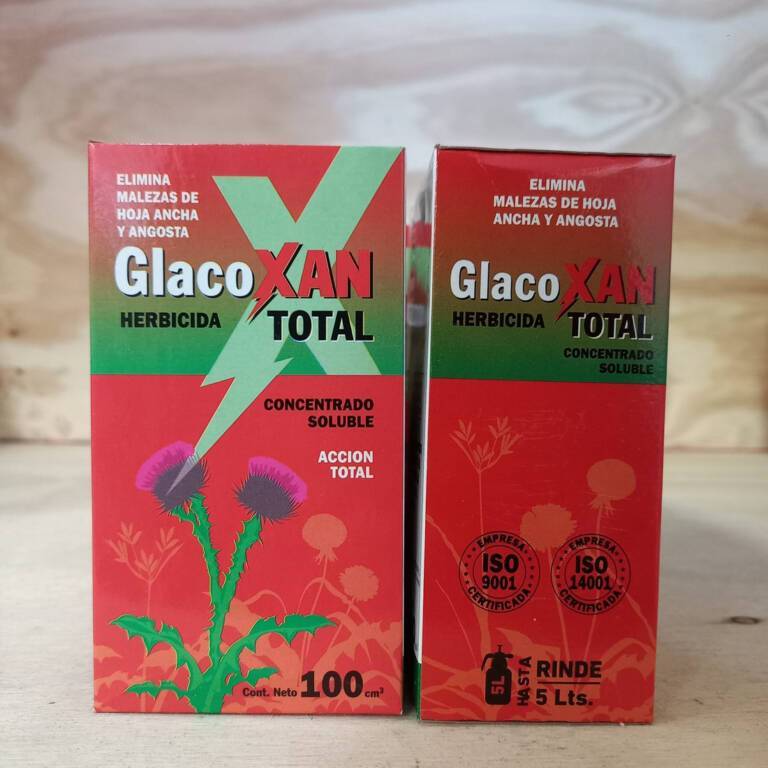 ELIMINA
MALEZAS DE
HOJA ANCHA
Y ANGOSTA
GlacoXAN
HERBICIDA TOTAL
CONCENTRADO
SOLUBLE
ACCION
TOTAL
Cont. Neto 100 cm³
ELIMINA
MALEZAS DE HOJA
ANCHA Y ANGOSTA
GlacoXAN
HERBICIDA TOTAL
CONCENTRADO
SOLUBLE
EMPRESA
ISO
9001
CERTIFICADA
EMPRESA
ISO
14001
CERTIFICADA
5L
HASTA
RINDE
5 Lts.